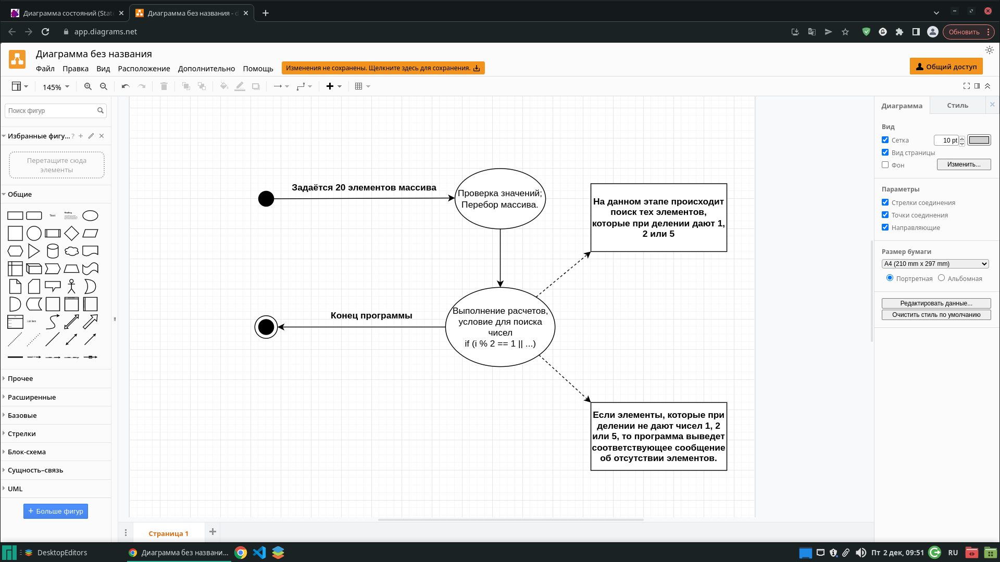 Диаграмма состояний (Stat
Диаграмма без названия - d
app.diagrams.net
Обновить
Диаграмма без названия
Файл
Правка
Вид
Расположение
Дополнительно
Помощь
Изменения не сохранены. Щелкните здесь для сохранения.
Общий доступ
145%
Поиск фигур
Избранные фигу... ?
Перетащите сюда
элементы
Общие
Text
Heading
List Item
Прочее
Расширенные
Базовые
Стрелки
Блок-схема
Сущность–связь
UML
+ Больше фигур
Задаётся 20 элементов массива
Проверка значений;
Перебор массива.
На данном этапе происходит
поиск тех элементов,
которые при делении дают 1,
2 или 5
Конец программы
Выполнение расчетов,
условие для поиска
чисел
if (i % 2 == 1 || ...)
Если элементы, которые при
делении не дают чисел 1, 2
или 5, то программа выведет
соответствующее сообщение
об отсутствии элементов.
Диаграмма
Стиль
Вид
Сетка
10 pt
Вид страницы
Фон
Изменить...
Параметры
Стрелки соединения
Точки соединения
Направляющие
Размер бумаги
A4 (210 mm x 297 mm)
Портретная
Альбомная
Редактировать данные...
Очистить стиль по умолчанию
Страница 1
DesktopEditors
Диаграмма без названи...
Пт 2 дек, 09:51
RU